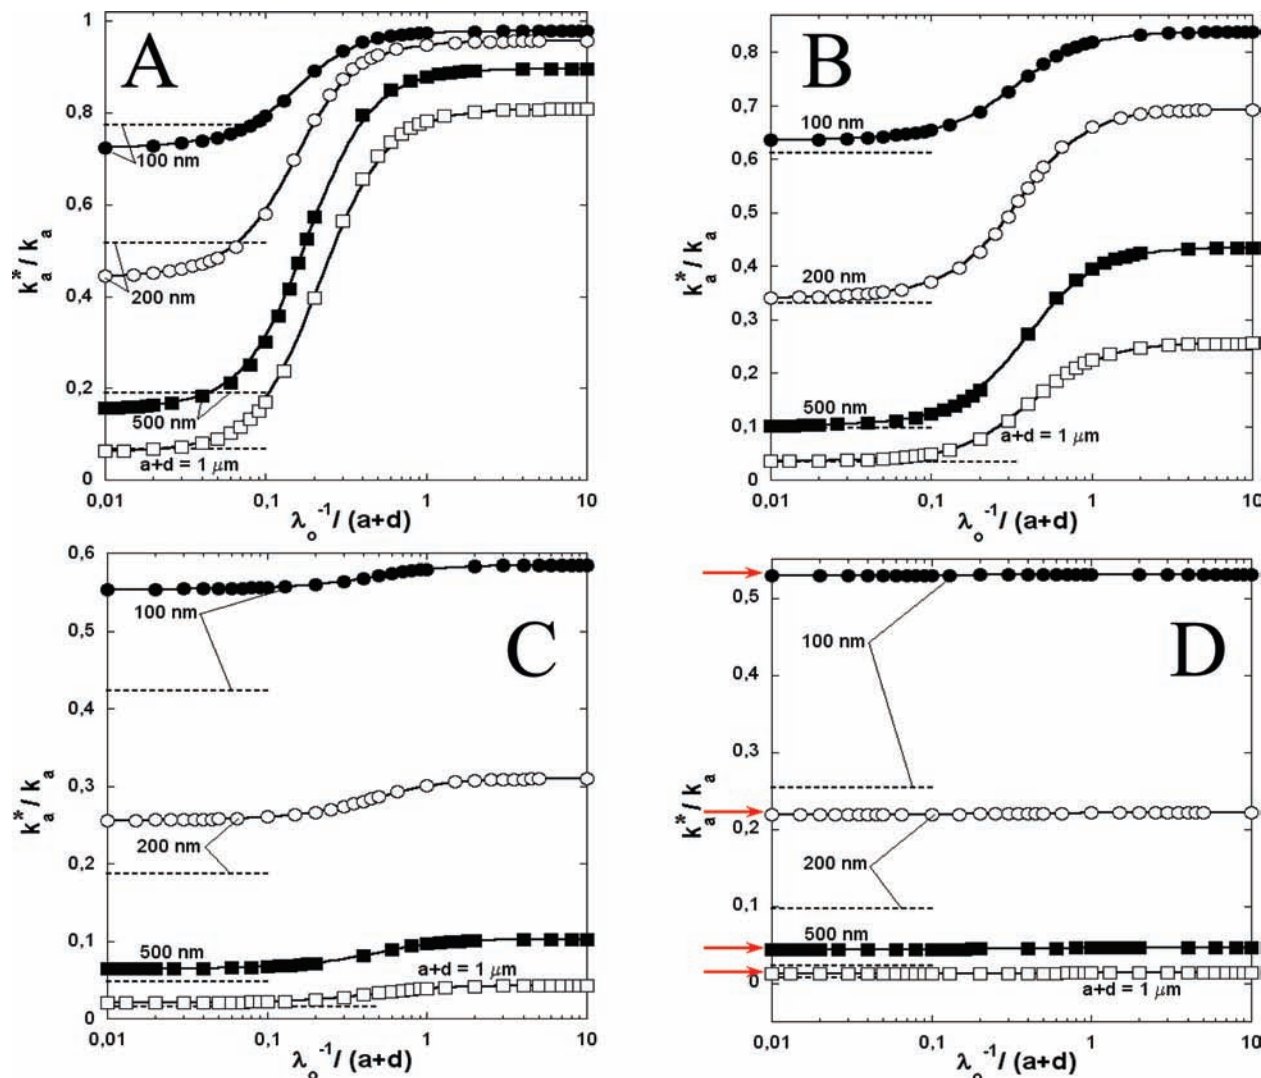 A
1
0,8
0,6
0,4
0,2
0
k*a / ka
100 nm
200 nm
500 nm
a+d = 1 μm
0,01
0,1
1
10
λo-1/ (a+d)
B
0,8
0,7
0,6
0,5
0,4
0,3
0,2
0,1
0
k*a / ka
100 nm
200 nm
500 nm
a+d = 1 μm
0,01
0,1
1
10
λo-1/ (a+d)
C
0,6
0,5
0,4
0,3
0,2
0,1
0
k*a / ka
100 nm
200 nm
500 nm
a+d = 1 μm
0,01
0,1
1
10
λo-1/ (a+d)
D
0,5
0,4
0,3
0,2
0,1
0
k*a / ka
100 nm
200 nm
500 nm
a+d = 1 μm
0,01
0,1
1
10
λo-1/ (a+d)